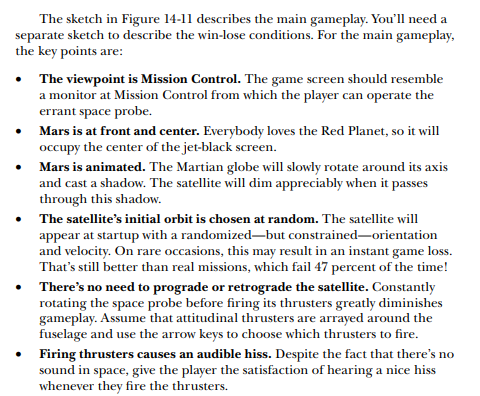 The sketch in Figure 14-11 describes the main gameplay. You’ll need a
separate sketch to describe the win-lose conditions. For the main gameplay,
the key points are:
• The viewpoint is Mission Control. The game screen should resemble
a monitor at Mission Control from which the player can operate the
errant space probe.
• Mars is at front and center. Everybody loves the Red Planet, so it will
occupy the center of the jet-black screen.
• Mars is animated. The Martian globe will slowly rotate around its axis
and cast a shadow. The satellite will dim appreciably when it passes
through this shadow.
• The satellite’s initial orbit is chosen at random. The satellite will
appear at startup with a randomized—but constrained—orientation
and velocity. On rare occasions, this may result in an instant game loss.
That’s still better than real missions, which fail 47 percent of the time!
• There’s no need to prograde or retrograde the satellite. Constantly
rotating the space probe before firing its thrusters greatly diminishes
gameplay. Assume that attitudinal thrusters are arrayed around the
fuselage and use the arrow keys to choose which thrusters to fire.
• Firing thrusters causes an audible hiss. Despite the fact that there’s no
sound in space, give the player the satisfaction of hearing a nice hiss
whenever they fire the thrusters.